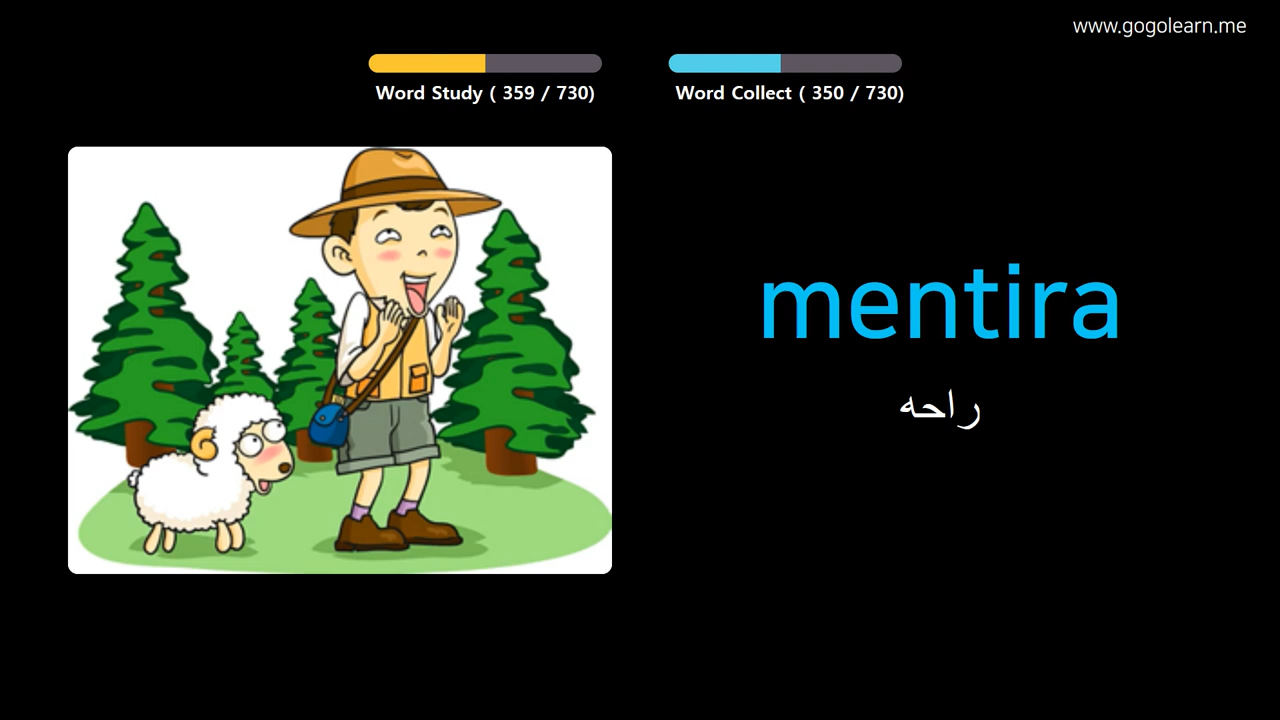 www.gogolearn.me
Word Study ( 359 / 730)
Word Collect ( 350 / 730)
mentira
راحه